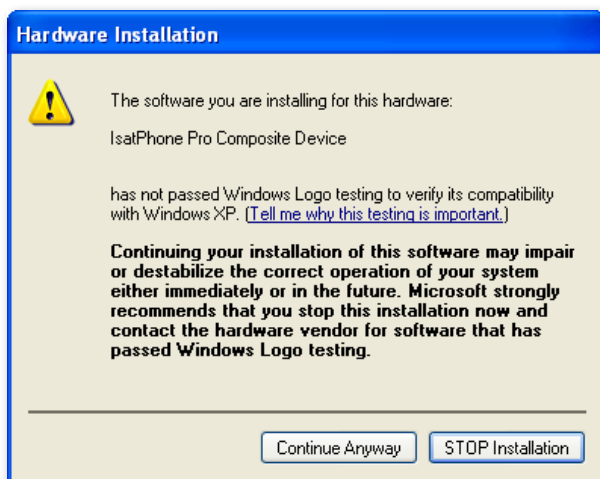 Hardware Installation
The software you are installing for this hardware:
IsatPhone Pro Composite Device
has not passed Windows Logo testing to verify its compatibility
with Windows XP. (Tell me why this testing is important.)
Continuing your installation of this software may impair
or destabilize the correct operation of your system
either immediately or in the future. Microsoft strongly
recommends that you stop this installation now and
contact the hardware vendor for software that has
passed Windows Logo testing.
Continue Anyway
STOP Installation